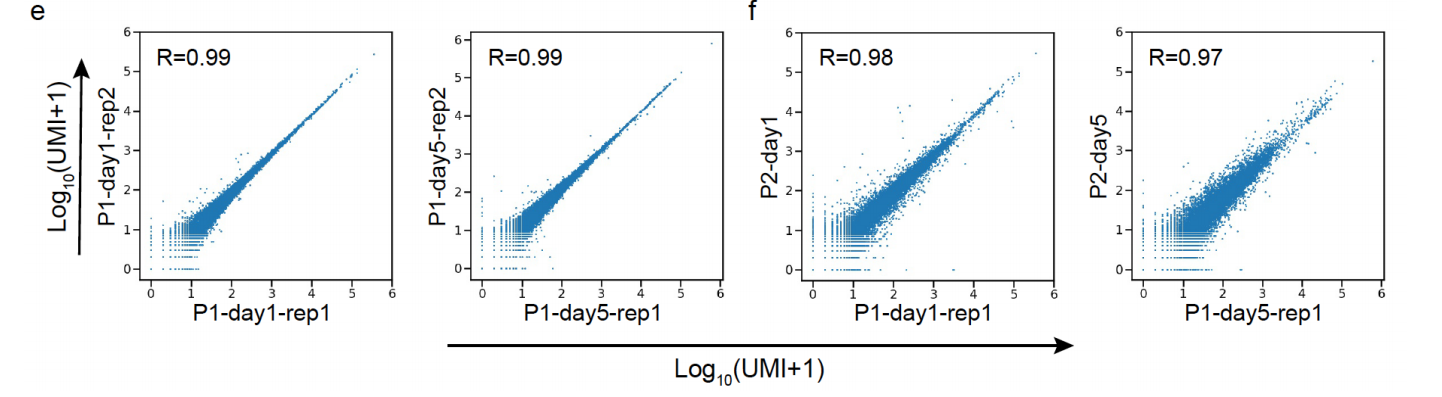 e
f
Log10(UMI+1)
P1-day1-rep2
6
5
4
3
2
1
0
R=0.99
0 1 2 3 4 5 6
P1-day1-rep1
P1-day5-rep2
6
5
4
3
2
1
0
R=0.99
0 1 2 3 4 5 6
P1-day5-rep1
P2-day1
6
5
4
3
2
1
0
R=0.98
0 1 2 3 4 5 6
P1-day1-rep1
P2-day5
6
5
4
3
2
1
0
R=0.97
0 1 2 3 4 5 6
P1-day5-rep1
Log10(UMI+1)